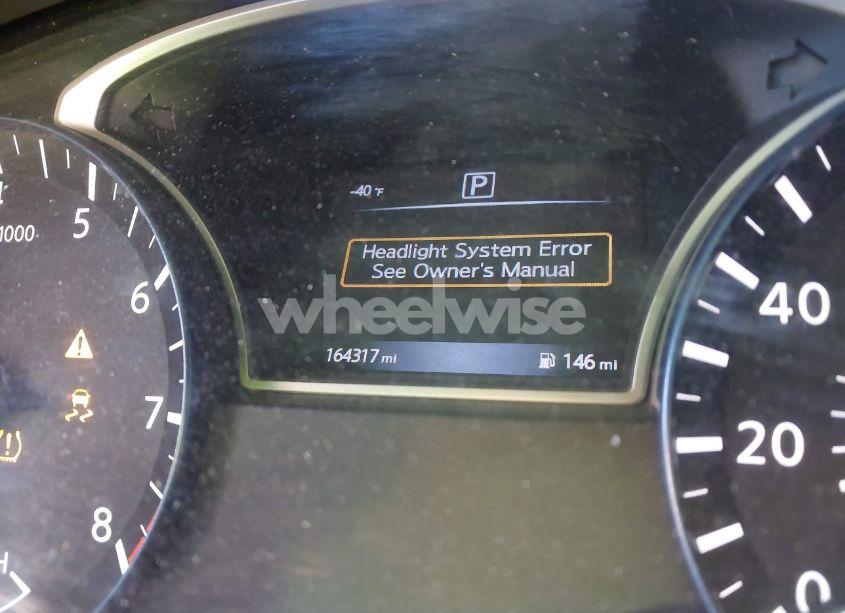 -40 °F
P
Headlight System Error
See Owner's Manual
wheelwise
164317 mi
146 mi
1000
5
6
7
8
H
40
20
0